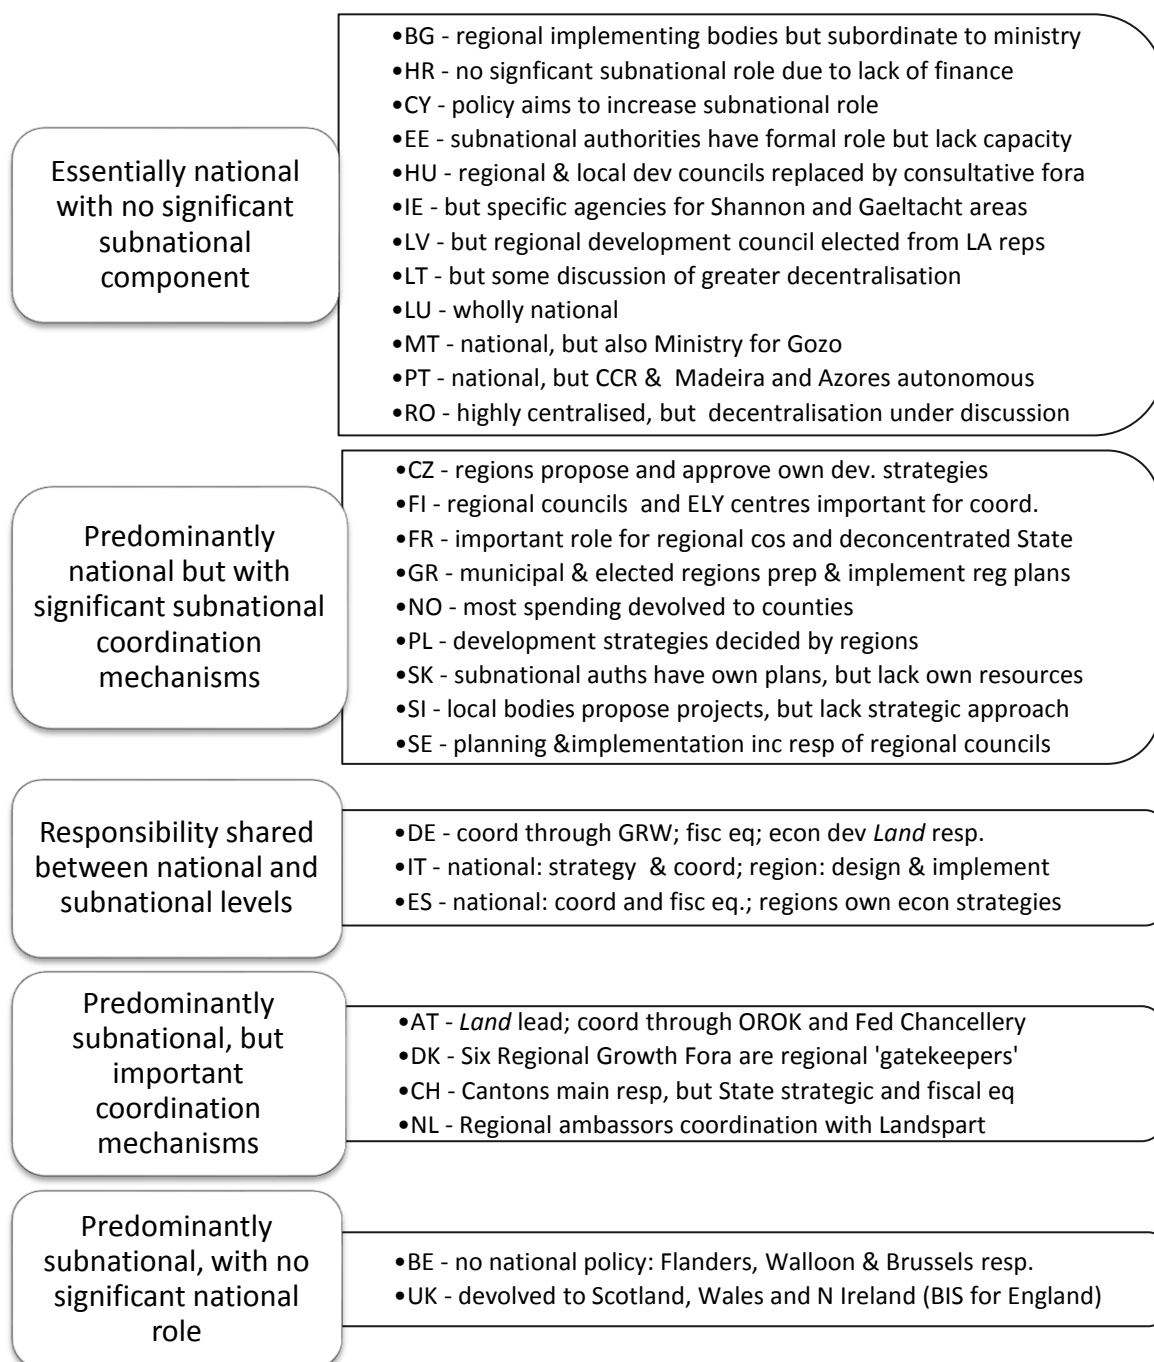 Essentially national
with no significant
subnational
component
•BG - regional implementing bodies but subordinate to ministry
•HR - no signficant subnational role due to lack of finance
•CY - policy aims to increase subnational role
•EE - subnational authorities have formal role but lack capacity
•HU - regional & local dev councils replaced by consultative fora
•IE - but specific agencies for Shannon and Gaeltacht areas
•LV - but regional development council elected from LA reps
•LT - but some discussion of greater decentralisation
•LU - wholly national
•MT - national, but also Ministry for Gozo
•PT - national, but CCR & Madeira and Azores autonomous
•RO - highly centralised, but decentralisation under discussion
Predominantly
national but with
significant subnational
coordination
mechanisms
•CZ - regions propose and approve own dev. strategies
•FI - regional councils and ELY centres important for coord.
•FR - important role for regional cos and deconcentrated State
•GR - municipal & elected regions prep & implement reg plans
•NO - most spending devolved to counties
•PL - development strategies decided by regions
•SK - subnational auths have own plans, but lack own resources
•SI - local bodies propose projects, but lack strategic approach
•SE - planning &implementation inc resp of regional councils
Responsibility shared
between national and
subnational levels
•DE - coord through GRW; fisc eq; econ dev Land resp.
•IT - national: strategy & coord; region: design & implement
•ES - national: coord and fisc eq.; regions own econ strategies
Predominantly
subnational, but
important
coordination
mechanisms
•AT - Land lead; coord through OROK and Fed Chancellery
•DK - Six Regional Growth Fora are regional 'gatekeepers'
•CH - Cantons main resp, but State strategic and fiscal eq
•NL - Regional ambassors coordination with Landspart
Predominantly
subnational, with no
significant national
role
•BE - no national policy: Flanders, Walloon & Brussels resp.
•UK - devolved to Scotland, Wales and N Ireland (BIS for England)